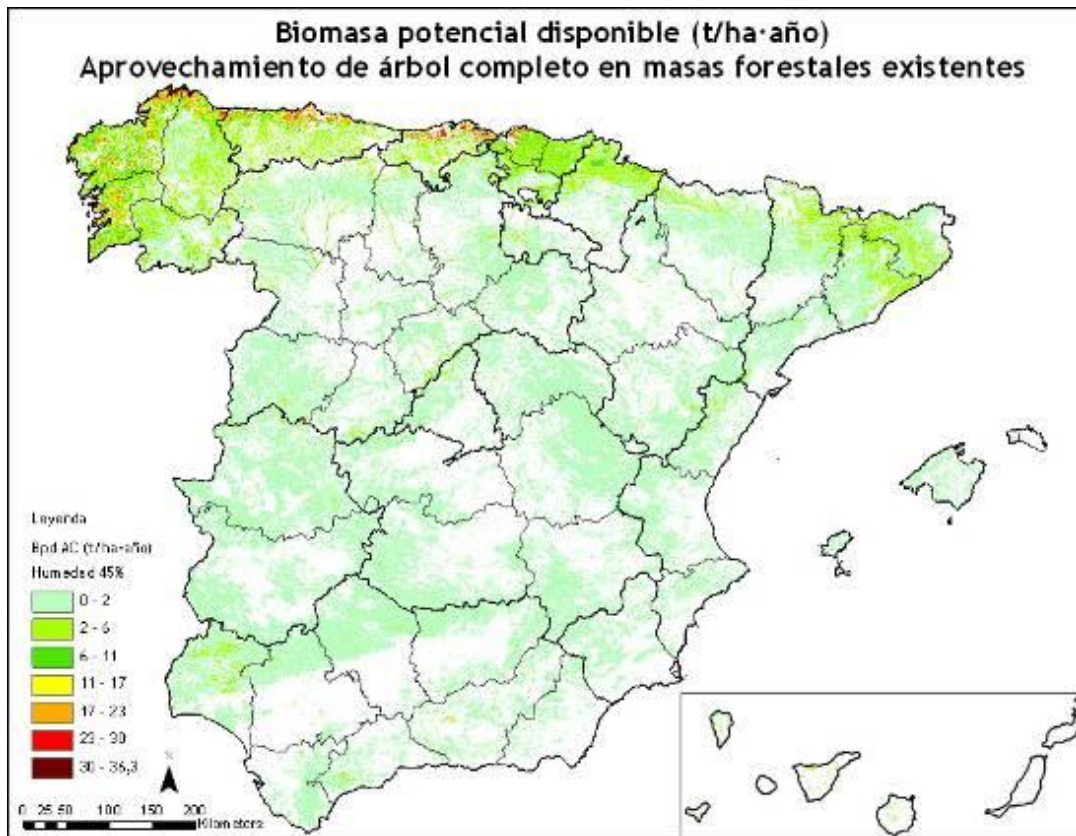 Biomasa potencial disponible (t/ha·año)
Aprovechamiento de árbol completo en masas forestales existentes
Leyenda
Bpd AC (t/ha·año)
Humedad 45%
0 - 2
2 - 6
6 - 11
11 - 17
17 - 23
23 - 30
30 - 36,3
0 25 50 100 150 200
Kilometers